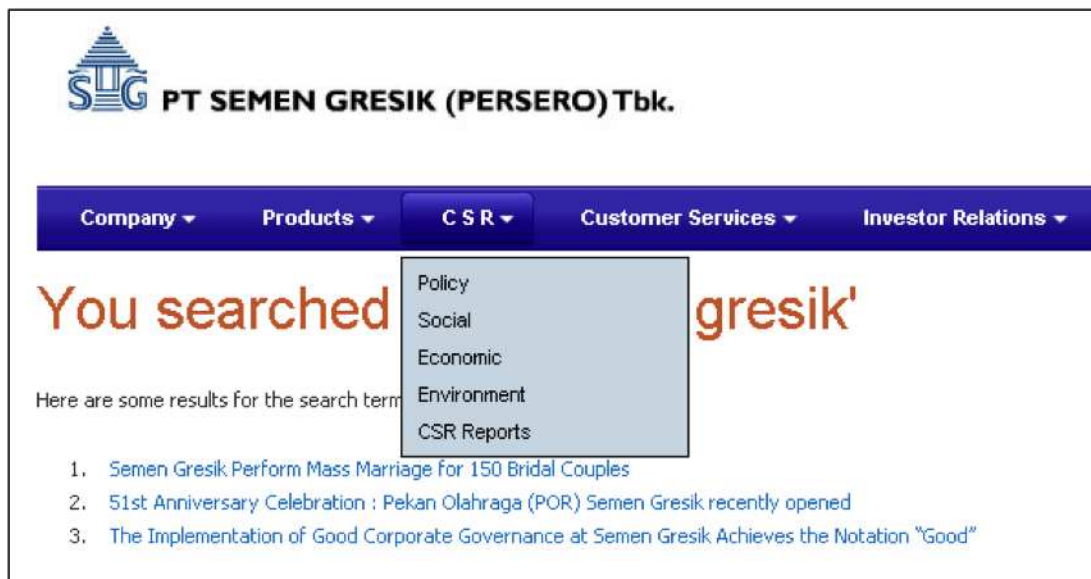 SG PT SEMEN GRESIK (PERSERO) Tbk.
Company Products C S R Customer Services Investor Relations
Policy
You searched gresik'
Social
Economic
Environment
Here are some results for the search term
CSR Reports
1. Semen Gresik Perform Mass Marriage for 150 Bridal Couples
2. 51st Anniversary Celebration : Pekan Olahraga (POR) Semen Gresik recently opened
3. The Implementation of Good Corporate Governance at Semen Gresik Achieves the Notation "Good"